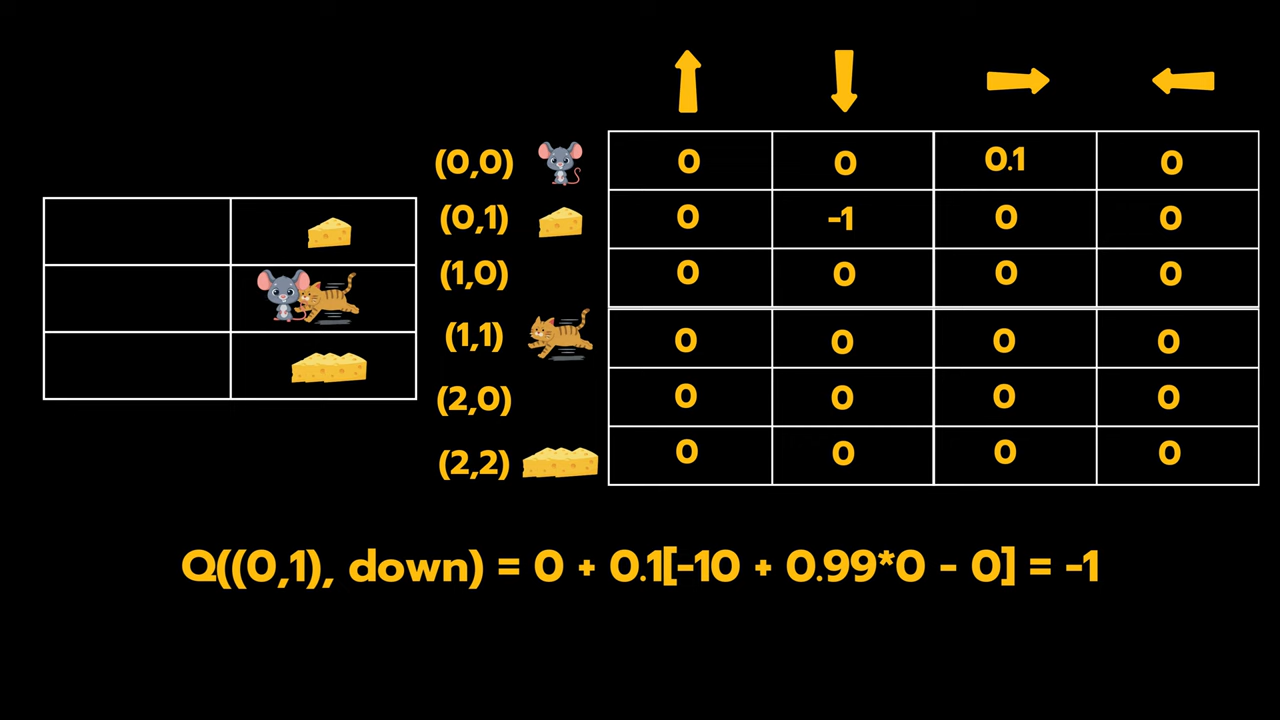 (0,0) 0 0 0.1 0
(0,1) 0 -1 0 0
(1,0) 0 0 0 0
(1,1) 0 0 0 0
(2,0) 0 0 0 0
(2,2) 0 0 0 0
Q((0,1), down) = 0 + 0.1[-10 + 0.99*0 - 0] = -1